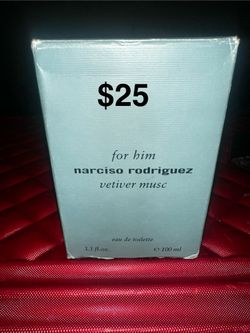 $25
for him
narciso rodriguez
vetiver musc
eau de toilette
3.3 fl.oz. ℮ 100 ml